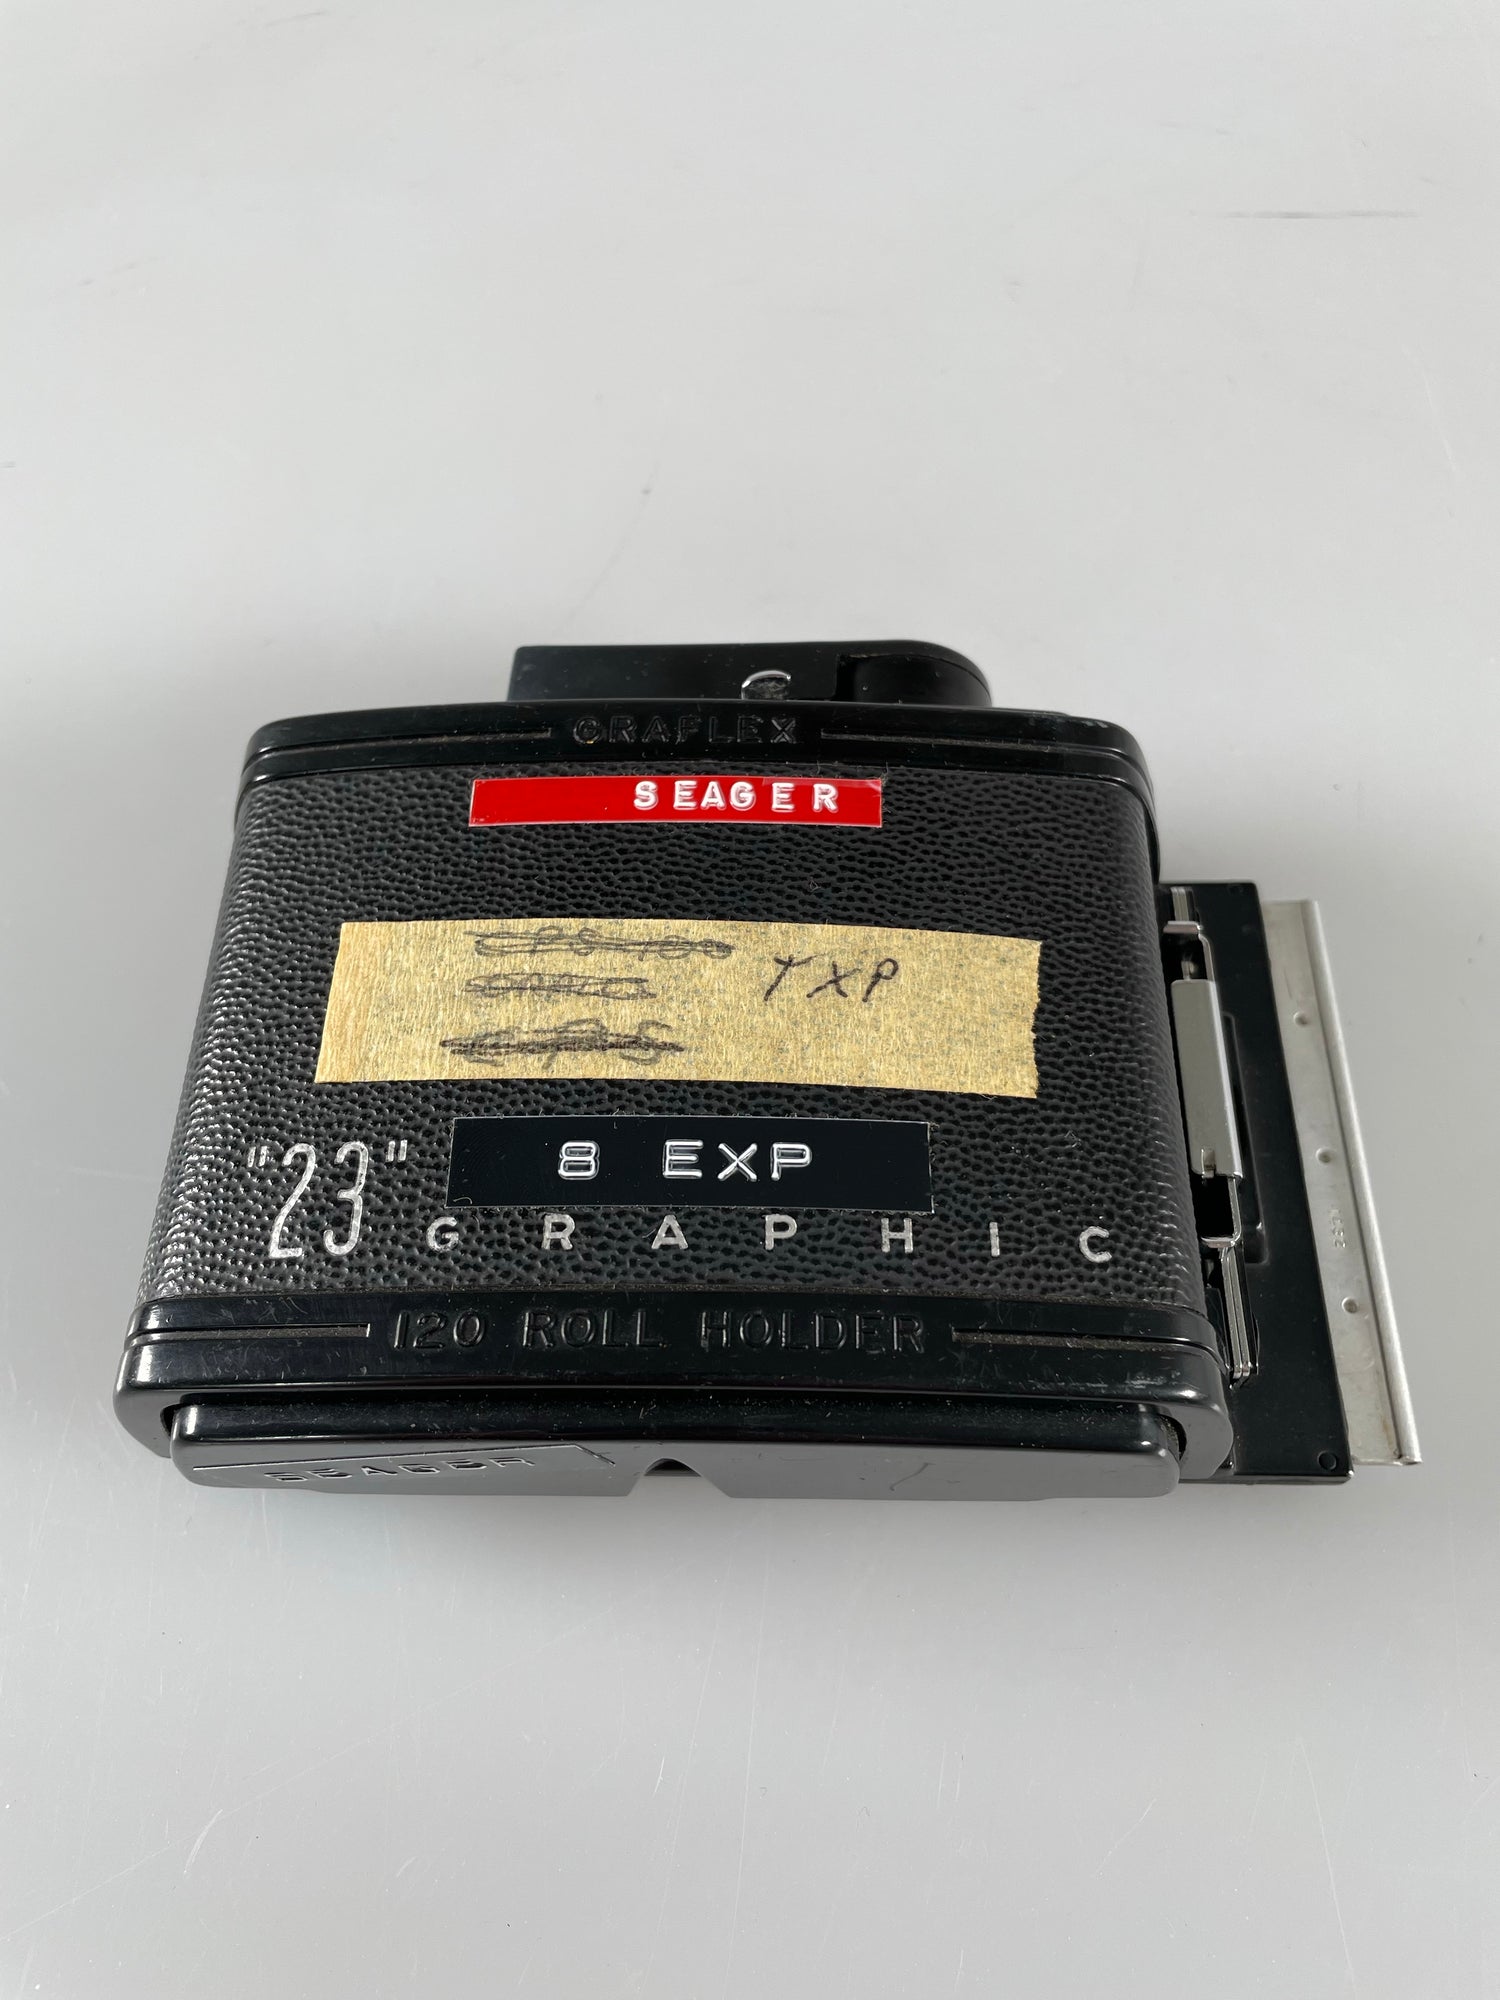 GRAFLEX
SEAGER
TXP
8 EXP
"23" GRAPHIC
120 ROLL HOLDER
SEAGER